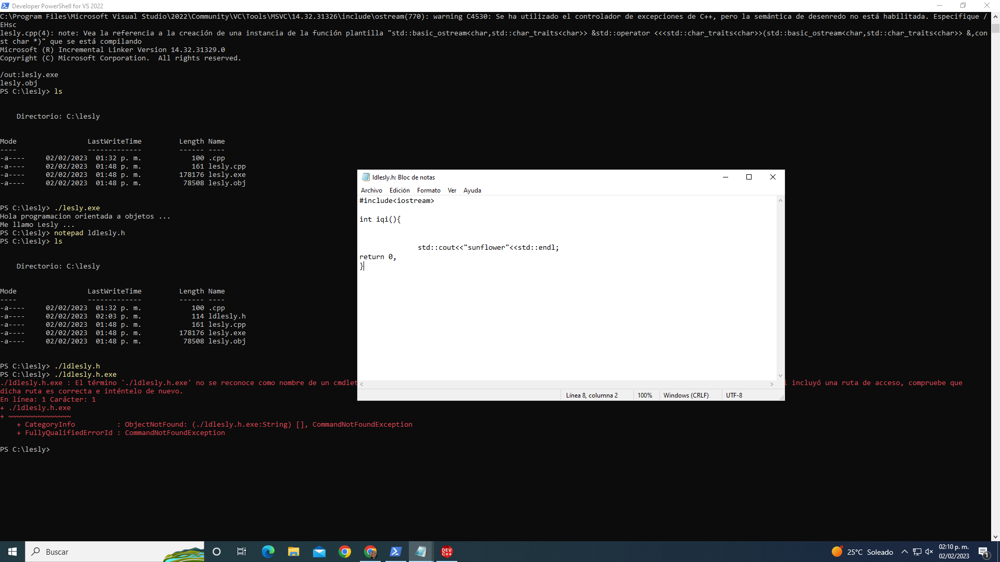 Developer PowerShell for VS 2022
C:\Program Files\Microsoft Visual Studio\2022\Community\VC\Tools\MSVC\14.32.31326\include\ostream(770): warning C4530: Se ha utilizado el controlador de excepciones de C++, pero la semántica de desenredo no está habilitada. Especifique /
EHsc
lesly.cpp(4): note: Vea la referencia a la creación de una instancia de la función plantilla "std::basic_ostream<char,std::char_traits<char>> &std::operator <<<std::char_traits<char>>(std::basic_ostream<char,std::char_traits<char>> &,con
st char *)" que se está compilando
Microsoft (R) Incremental Linker Version 14.32.31329.0
Copyright (C) Microsoft Corporation.  All rights reserved.
/out:lesly.exe
lesly.obj
PS C:\lesly> ls
Directorio: C:\lesly
Mode                 LastWriteTime         Length Name
----                 -------------         ------ ----
-a----     02/02/2023  01:32 p. m.            100 .cpp
-a----     02/02/2023  01:48 p. m.            161 lesly.cpp
-a----     02/02/2023  01:48 p. m.         178176 lesly.exe
-a----     02/02/2023  01:48 p. m.          78508 lesly.obj
PS C:\lesly> ./lesly.exe
Hola programacion orientada a objetos ...
Me llamo Lesly ...
PS C:\lesly> notepad ldlesly.h
PS C:\lesly> ls
Directorio: C:\lesly
Mode                 LastWriteTime         Length Name
----                 -------------         ------ ----
-a----     02/02/2023  01:32 p. m.            100 .cpp
-a----     02/02/2023  02:03 p. m.            114 ldlesly.h
-a----     02/02/2023  01:48 p. m.            161 lesly.cpp
-a----     02/02/2023  01:48 p. m.         178176 lesly.exe
-a----     02/02/2023  01:48 p. m.          78508 lesly.obj
PS C:\lesly> ./ldlesly.h
PS C:\lesly> ./ldlesly.h.exe
./ldlesly.h.exe : El término './ldlesly.h.exe' no se reconoce como nombre de un cmdlet
i incluyó una ruta de acceso, compruebe que
dicha ruta es correcta e inténtelo de nuevo.
En línea: 1 Carácter: 1
+ ./ldlesly.h.exe
+ ~~~~~~~~~~~~~~~
+ CategoryInfo          : ObjectNotFound: (./ldlesly.h.exe:String) [], CommandNotFoundException
+ FullyQualifiedErrorId : CommandNotFoundException
PS C:\lesly>
ldlesly.h: Bloc de notas
Archivo Edición Formato Ver Ayuda
#include<iostream>
int iqi(){
std::cout<<"sunflower"<<std::endl;
return 0,
}
Línea 8, columna 2 100% Windows (CRLF) UTF-8
Buscar
DEV
C++
25°C Soleado
02:10 p. m.
02/02/2023
1